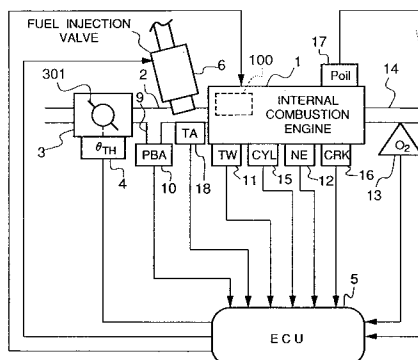 FUEL INJECTION
VALVE
301
2
9
6
100
1
17
Poil
14
INTERNAL
COMBUSTION
ENGINE
3
θTH
4
PBA
10
TA
18
TW
11
CYL
15
NE
12
CRK
16
O2
13
5
ECU